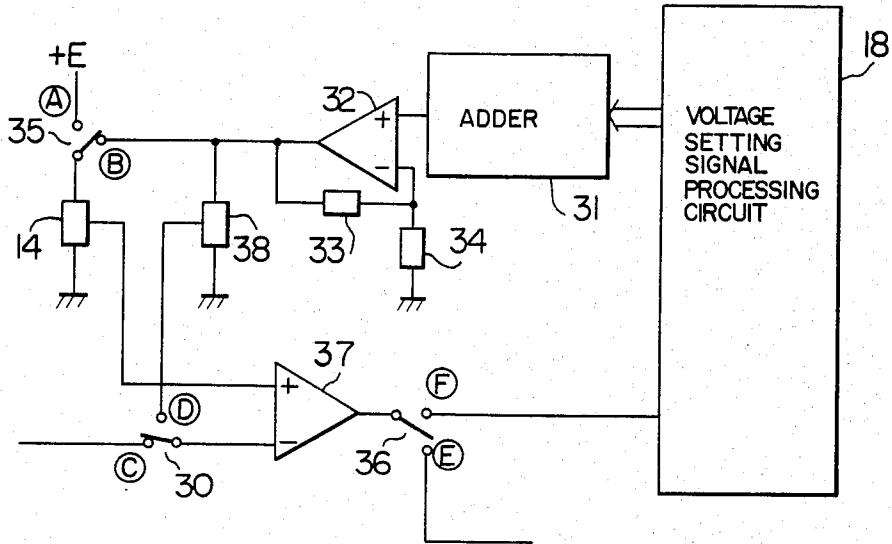 +E
A
35
B
14
38
33
34
32
+
-
ADDER
31
VOLTAGE
SETTING
SIGNAL
PROCESSING
CIRCUIT
18
D
C
30
37
+
-
36
F
E